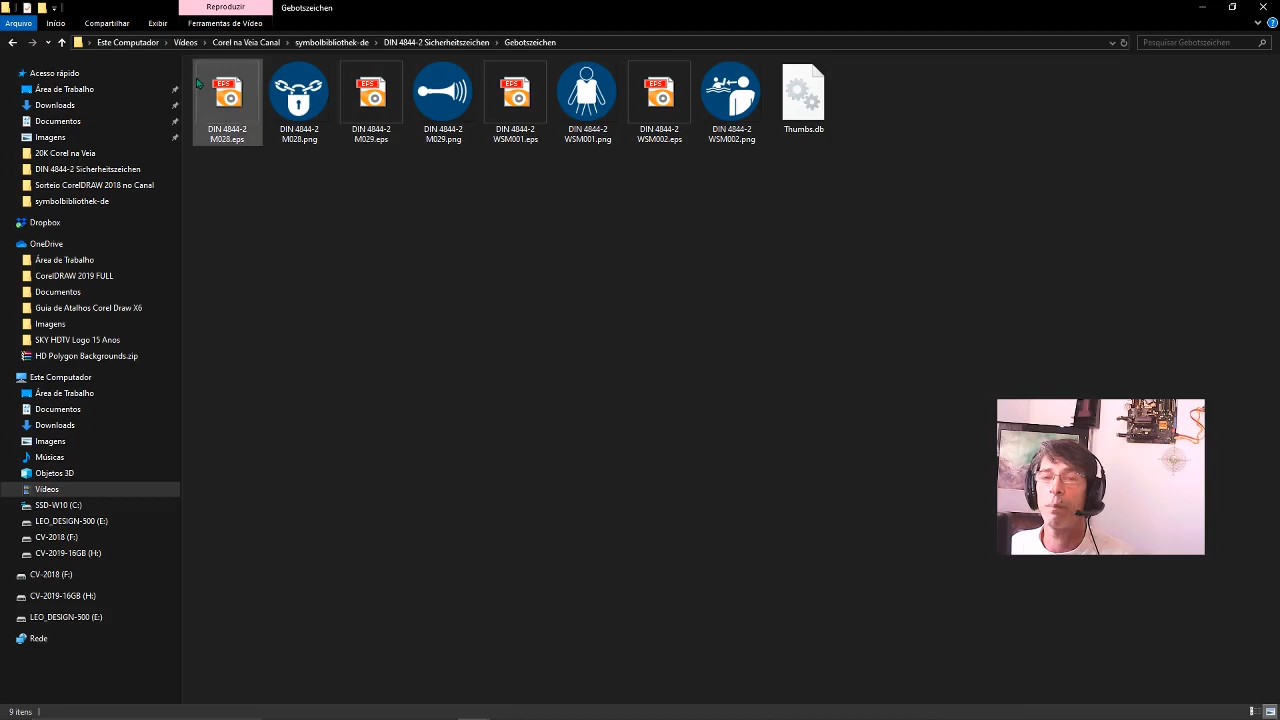 Reproduzir
Gebotszeichen
Arquivo
Início
Compartilhar
Exibir
Ferramentas de Vídeo
Este Computador
Vídeos
Corel na Veia Canal
symbolbibliothek-de
DIN 4844-2 Sicherheitszeichen
Gebotszeichen
Pesquisar Gebotszeichen
Acesso rápido
Área de Trabalho
Downloads
Documentos
Imagens
20K Corel na Veia
DIN 4844-2 Sicherheitszeichen
Sorteio CorelDRAW 2018 no Canal
symbolbibliothek-de
Dropbox
OneDrive
Área de Trabalho
CorelDRAW 2019 FULL
Documentos
Guia de Atalhos Corel Draw X6
Imagens
SKY HDTV Logo 15 Anos
HD Polygon Backgrounds.zip
Este Computador
Área de Trabalho
Documentos
Downloads
Imagens
Músicas
Objetos 3D
Vídeos
SSD-W10 (C:)
LEO_DESIGN-500 (E:)
CV-2018 (F:)
CV-2019-16GB (H:)
CV-2018 (F:)
CV-2019-16GB (H:)
LEO_DESIGN-500 (E:)
Rede
EPS
DIN 4844-2
M028.eps
DIN 4844-2
M028.png
EPS
DIN 4844-2
M029.eps
DIN 4844-2
M029.png
EPS
DIN 4844-2
WSM001.eps
DIN 4844-2
WSM001.png
EPS
DIN 4844-2
WSM002.eps
DIN 4844-2
WSM002.png
Thumbs.db
9 itens